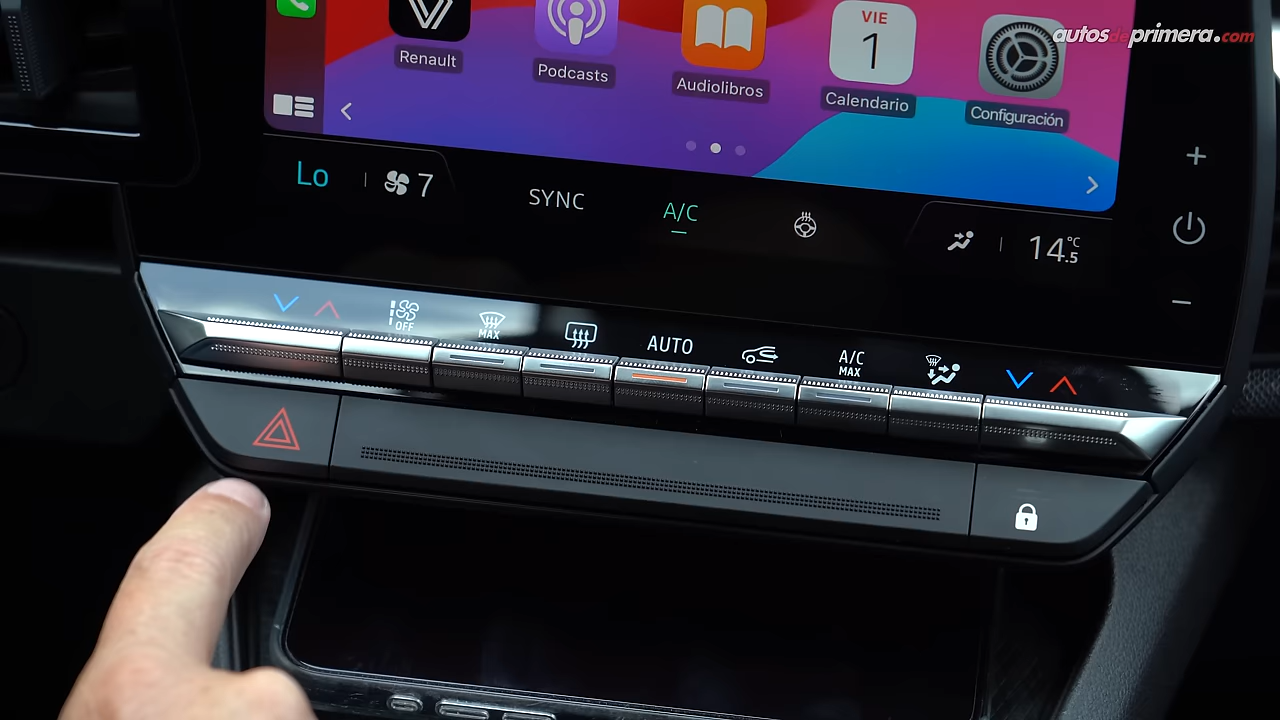 VIE
1
autosdeprimera.com
Renault
Podcasts
Audiolibros
Calendario
Configuración
Lo
7
SYNC
A/C
14.5 °C
OFF
MAX
AUTO
A/C
MAX